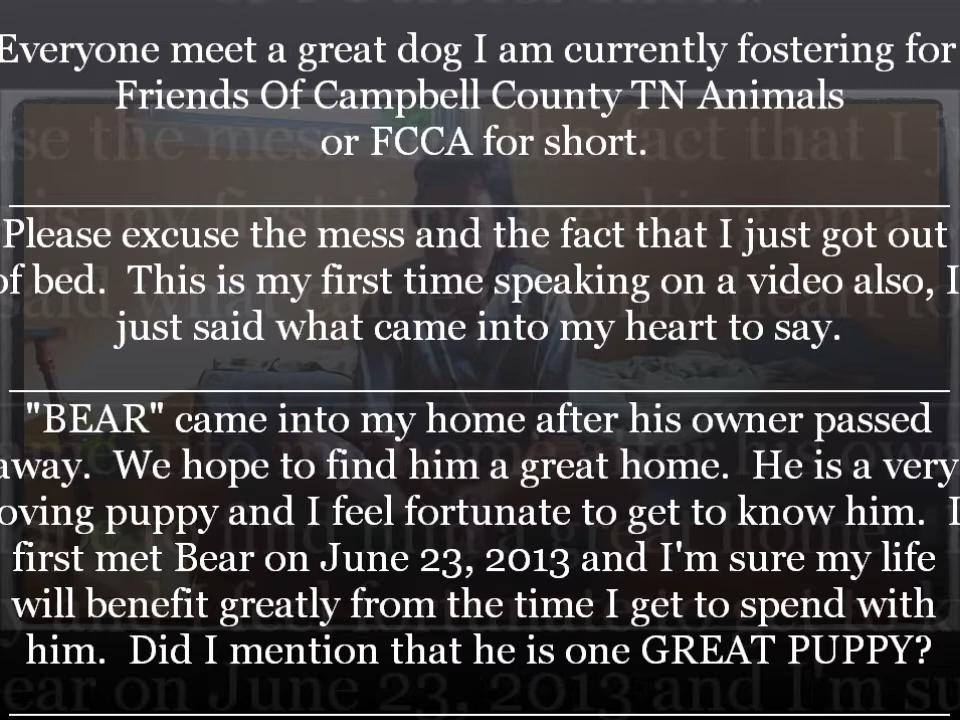 Everyone meet a great dog I am currently fostering for
Friends Of Campbell County TN Animals
or FCCA for short.
Please excuse the mess and the fact that I just got out
of bed. This is my first time speaking on a video also, I
just said what came into my heart to say.
"BEAR" came into my home after his owner passed
away. We hope to find him a great home. He is a very
loving puppy and I feel fortunate to get to know him. I
first met Bear on June 23, 2013 and I'm sure my life
will benefit greatly from the time I get to spend with
him. Did I mention that he is one GREAT PUPPY?